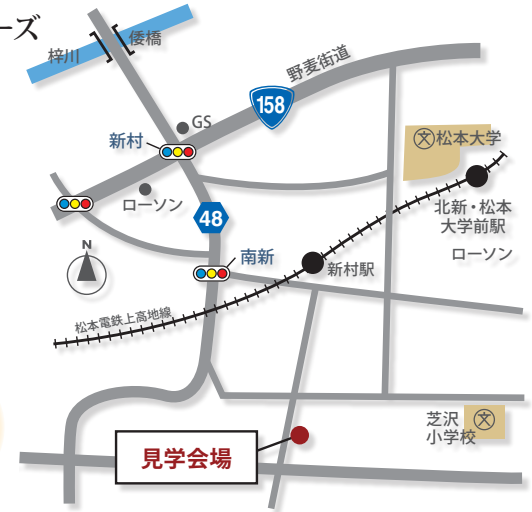 ーズ
倭橋
梓川
野麦街道
158
GS
新村
文松本大学
ローソン
48
北新・松本
大学前駅
ローソン
N
南新
新村駅
松本電鉄上高地線
芝沢
小学校
文
見学会場